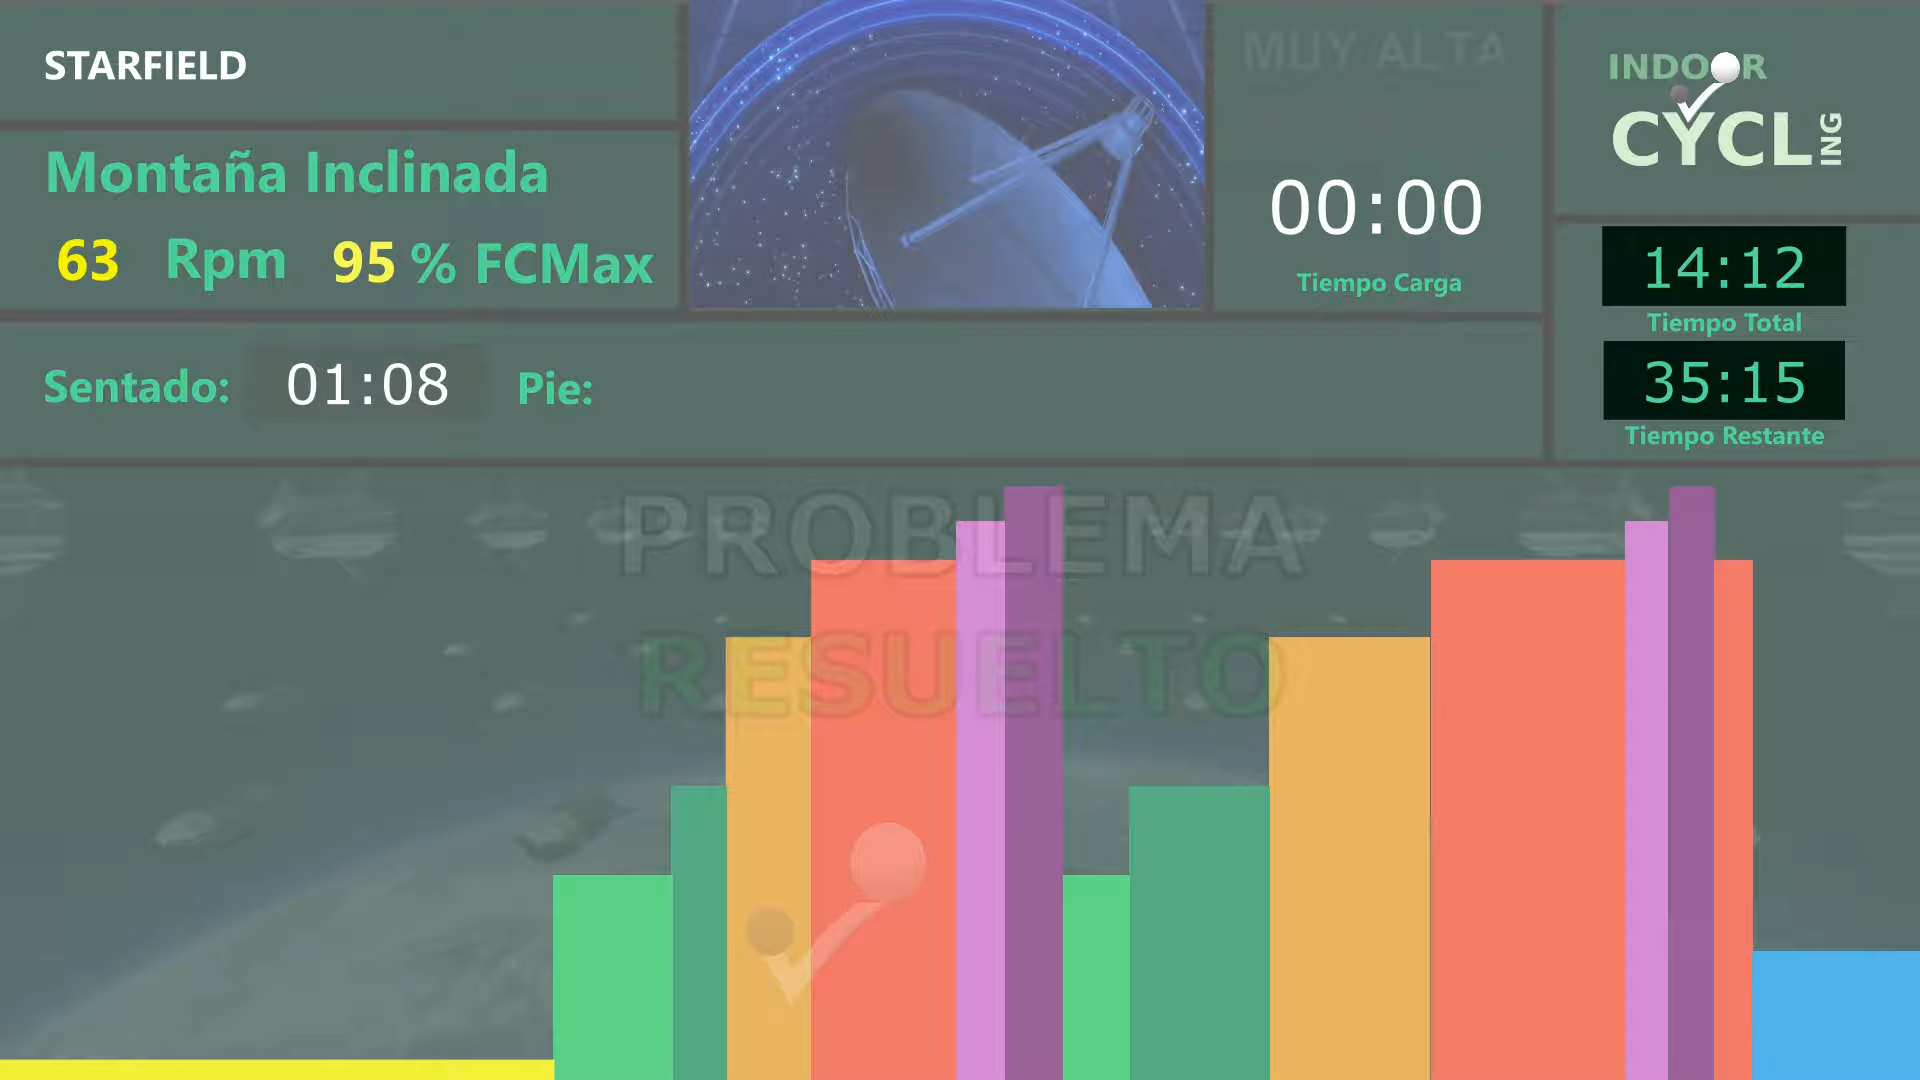 STARFIELD
Montaña Inclinada
63 Rpm 95 % FCMax
MUY ALTA
00:00
Tiempo Carga
INDOOR
CYCLING
14:12
Tiempo Total
35:15
Tiempo Restante
Sentado: 01:08 Pie:
PROBLEMA
RESUELTO